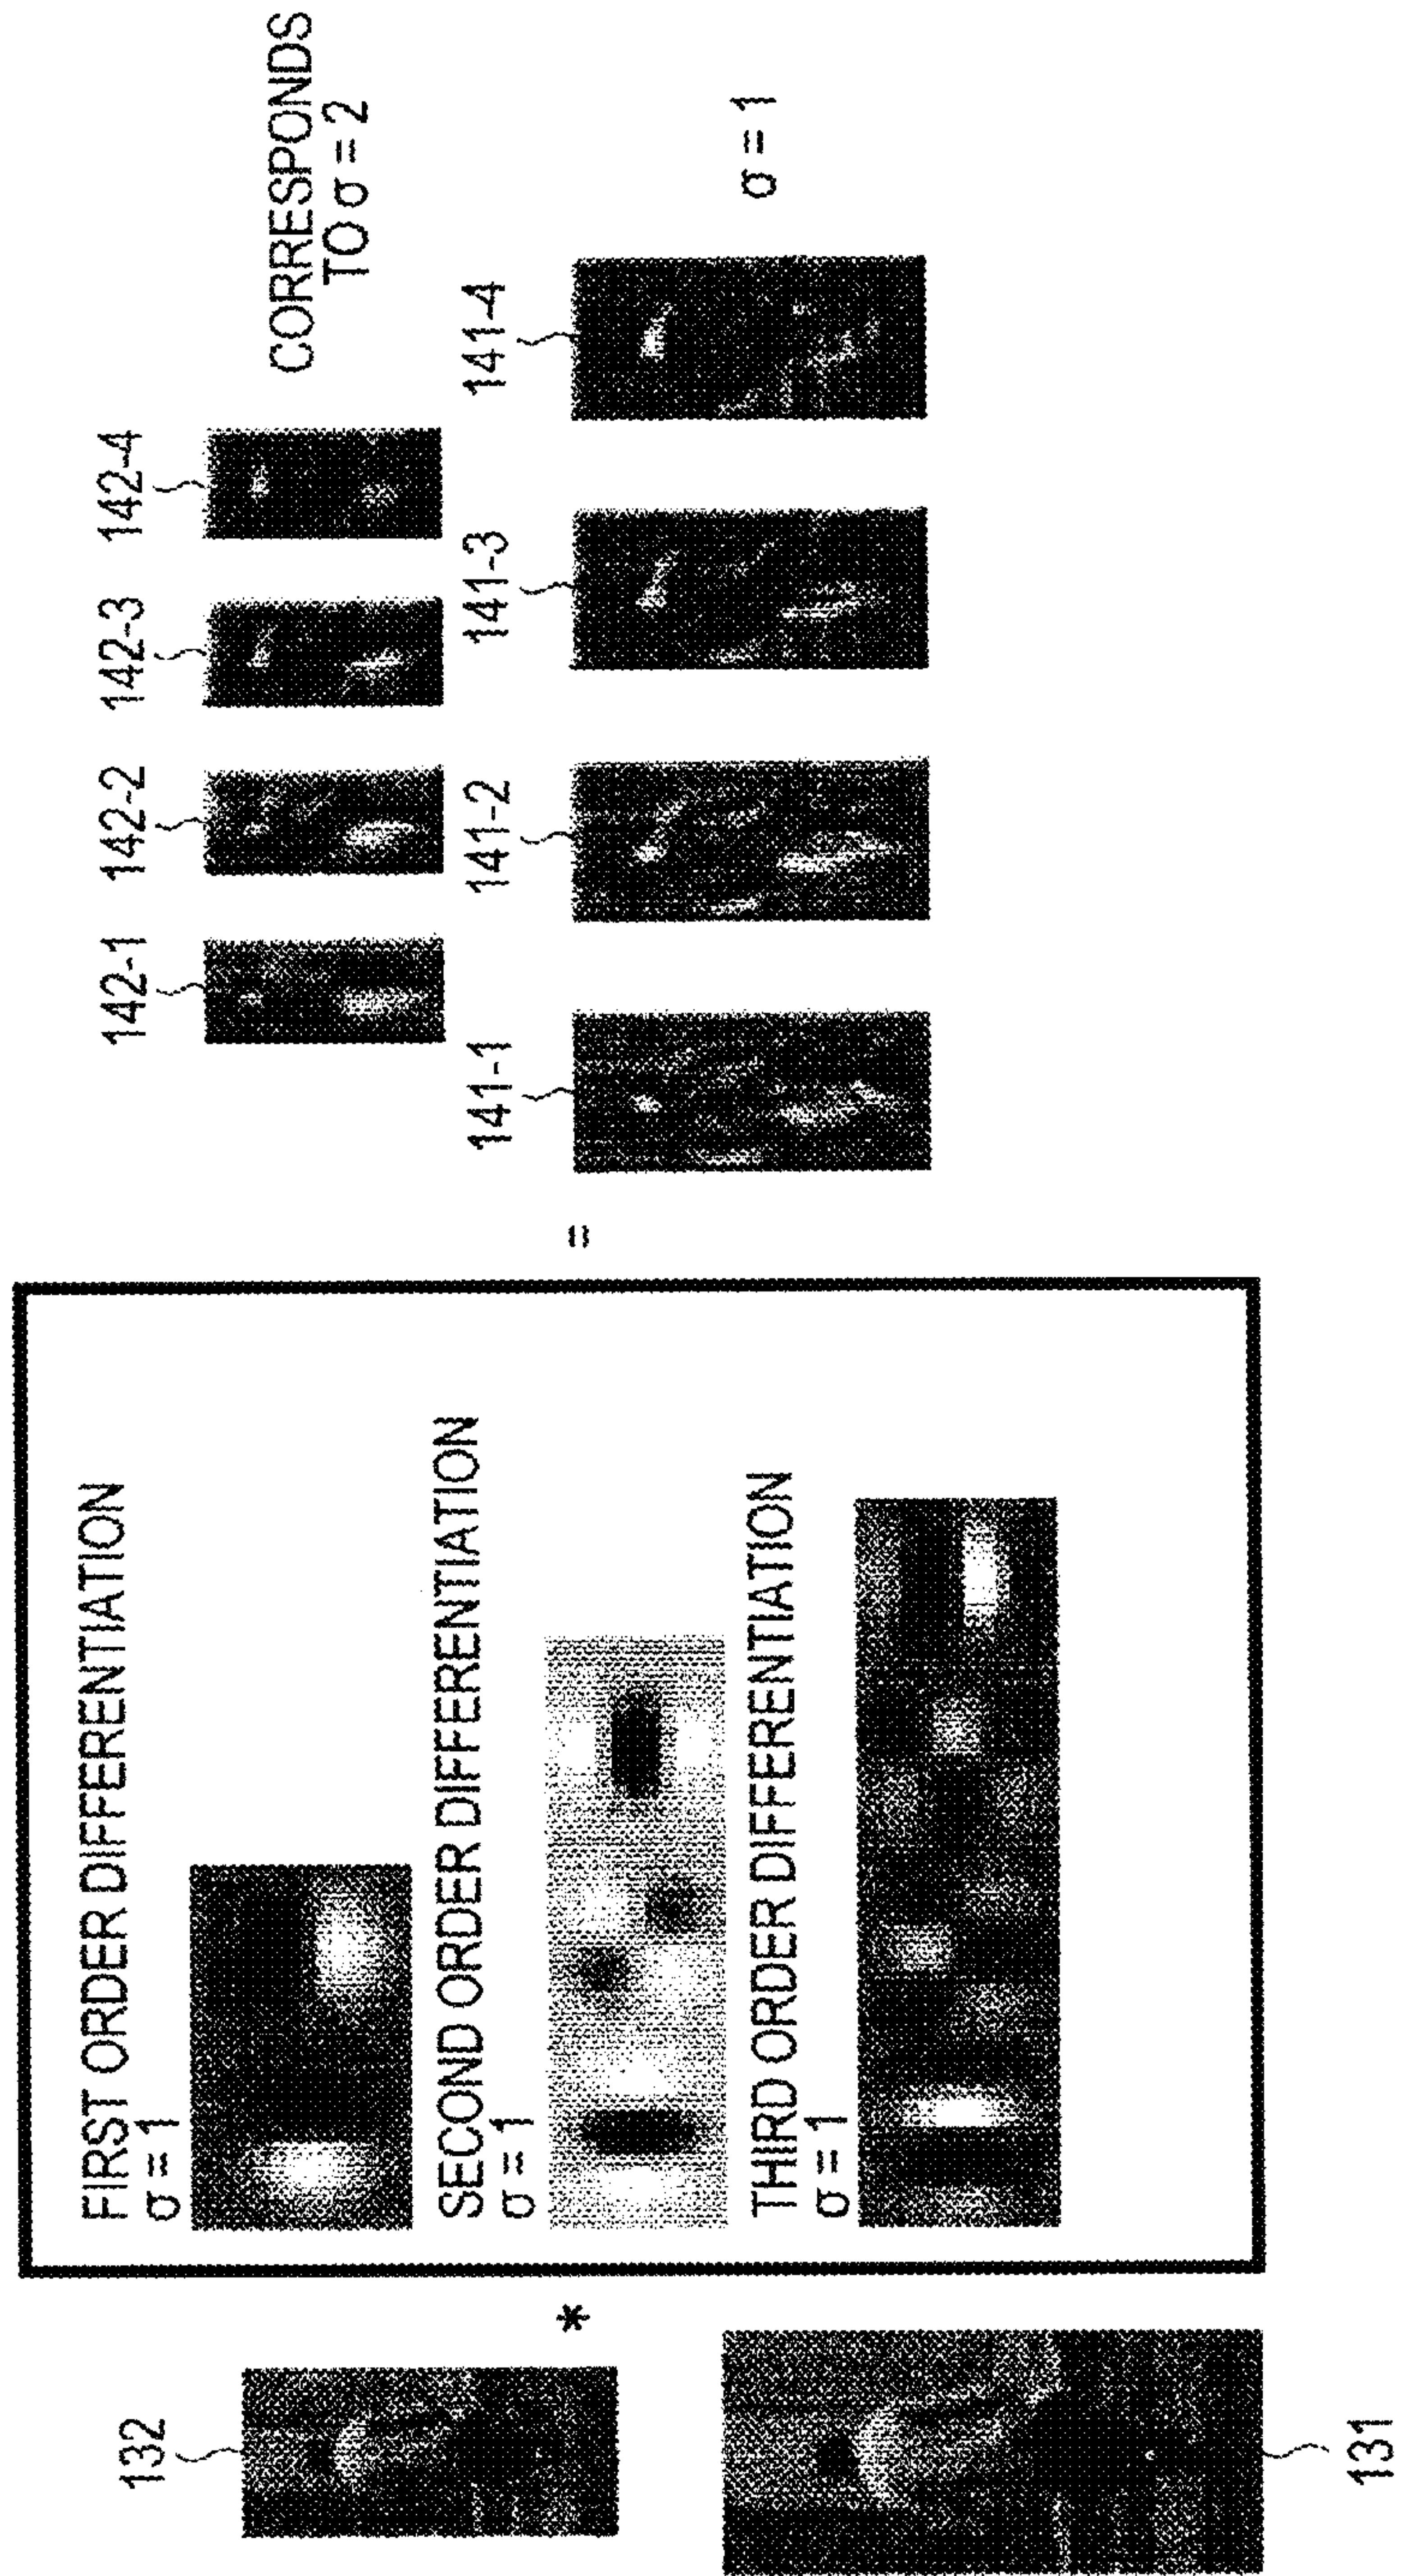 132
131
*
FIRST ORDER DIFFERENTIATION
σ = 1
SECOND ORDER DIFFERENTIATION
σ = 1
THIRD ORDER DIFFERENTIATION
σ = 1
=
142-1
142-2
142-3
142-4
CORRESPONDS
TO σ = 2
141-1
141-2
141-3
141-4
σ = 1